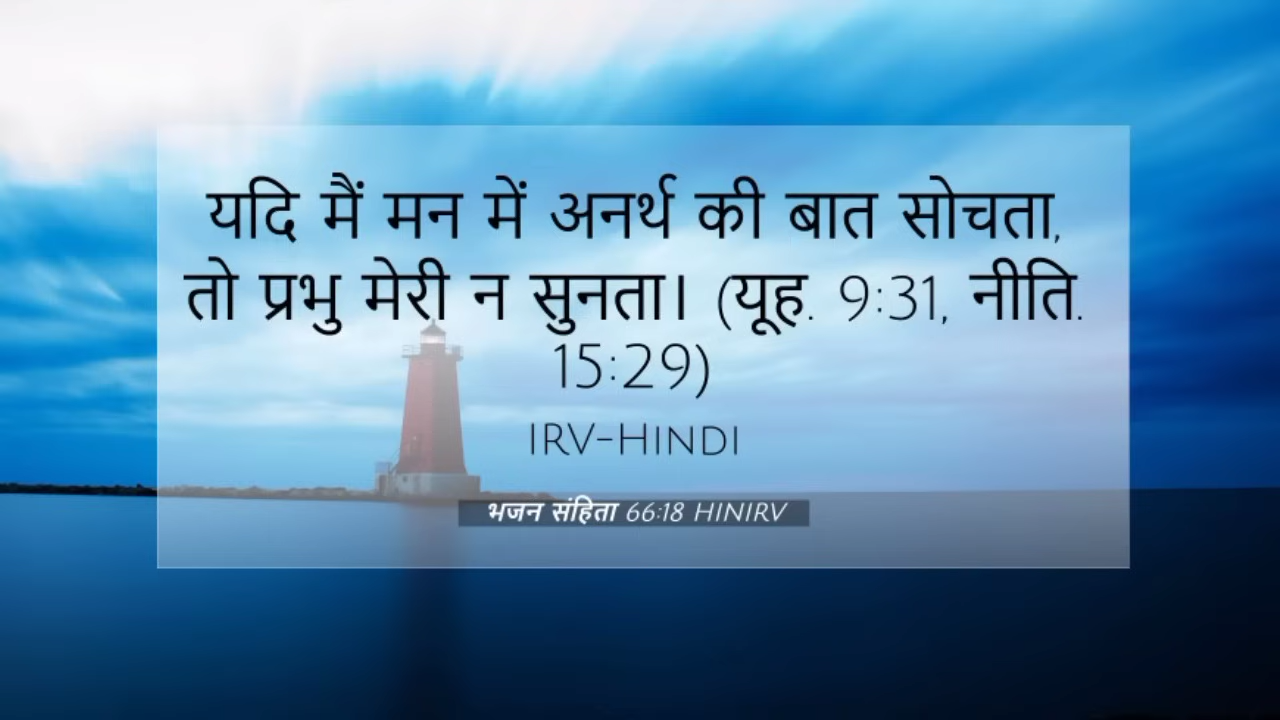 यदि मैं मन में अनर्थ की बात सोचता,
तो प्रभु मेरी न सुनता। (यूह. 9:31, नीति.
15:29)
IRV-HINDI
भजन संहिता 66:18 HINIRV